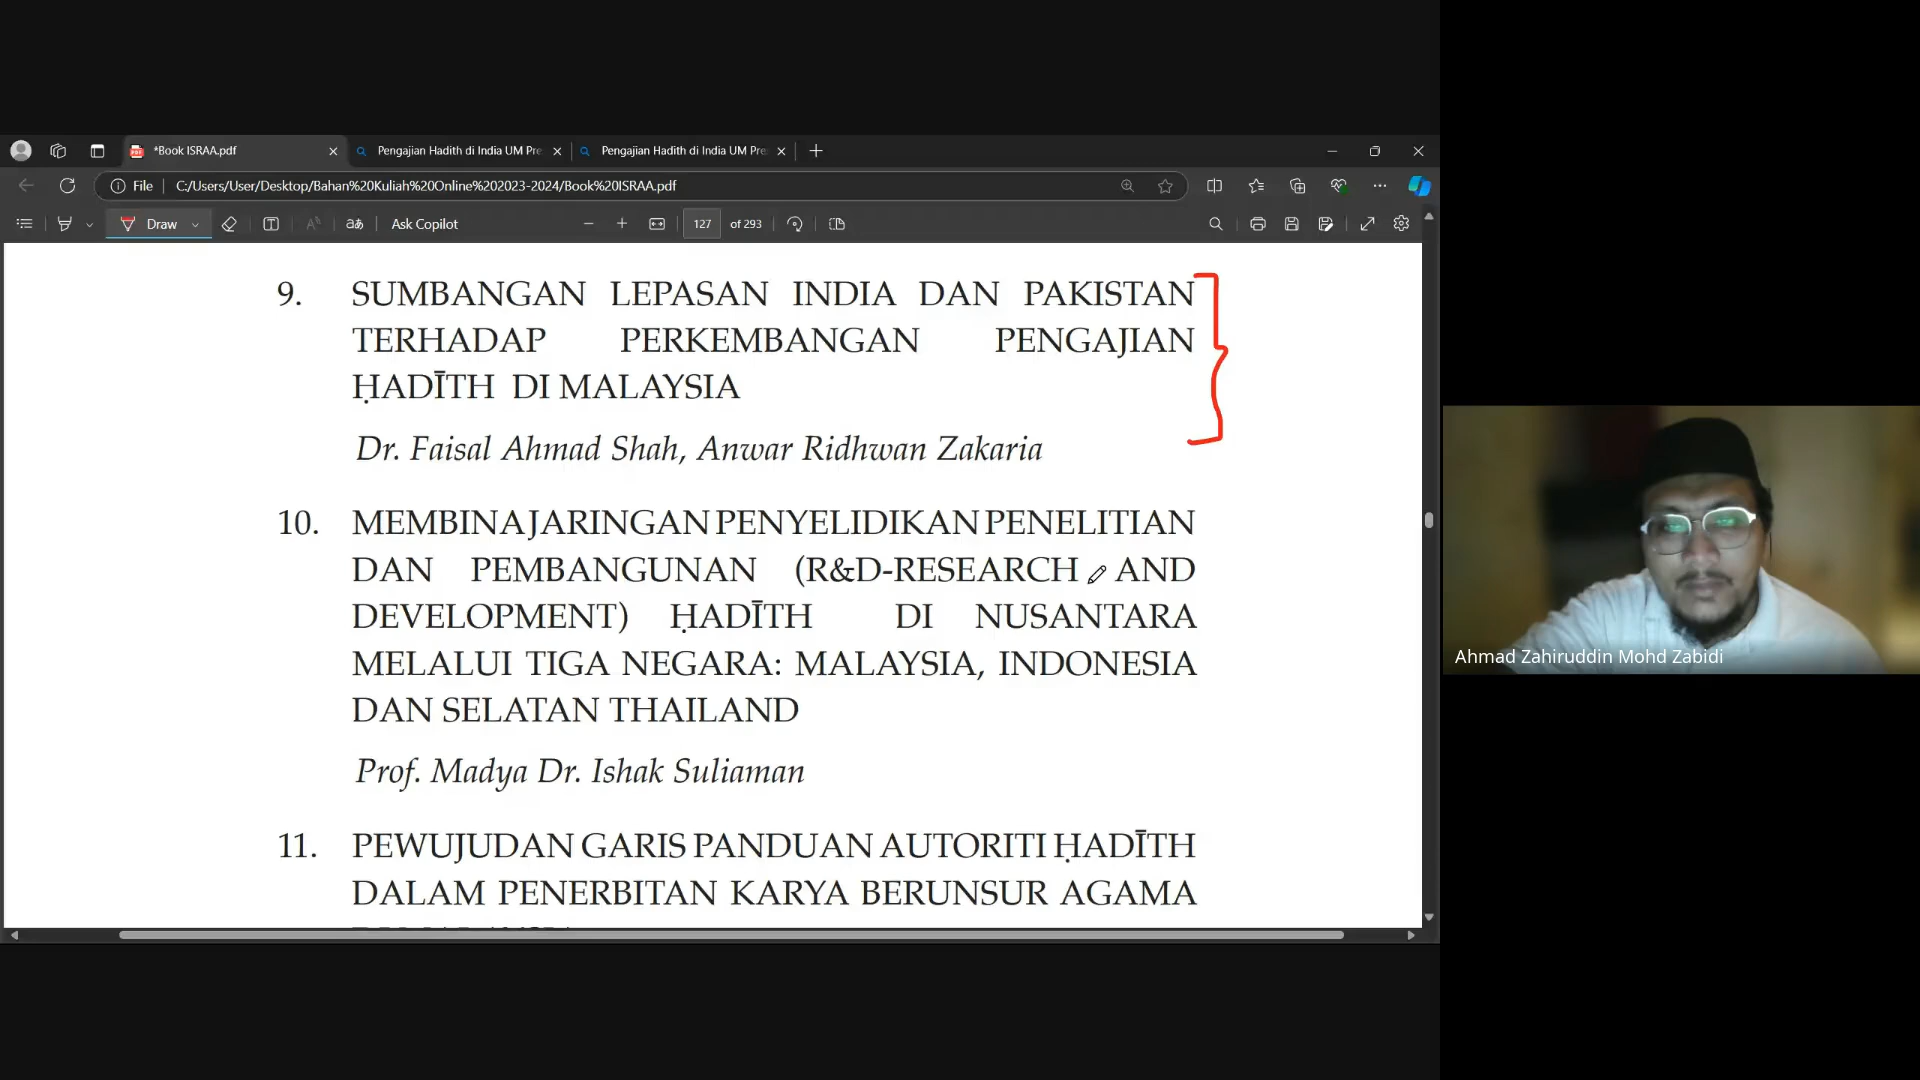 *Book ISRAA.pdf
Pengajian Hadith di India UM Pre
Pengajian Hadith di India UM Pre
File
C:/Users/User/Desktop/Bahan%20Kuliah%20Online%202023-2024/Book%20ISRAA.pdf
Draw
aあ
Ask Copilot
127 of 293
9. SUMBANGAN LEPASAN INDIA DAN PAKISTAN
TERHADAP PERKEMBANGAN PENGAJIAN
ḤADĪTH DI MALAYSIA
Dr. Faisal Ahmad Shah, Anwar Ridhwan Zakaria
10. MEMBINA JARINGAN PENYELIDIKAN PENELITIAN
DAN PEMBANGUNAN (R&D-RESEARCH AND
DEVELOPMENT) ḤADĪTH DI NUSANTARA
MELALUI TIGA NEGARA: MALAYSIA, INDONESIA
DAN SELATAN THAILAND
Prof. Madya Dr. Ishak Suliaman
11. PEWUJUDAN GARIS PANDUAN AUTORITI ḤADĪTH
DALAM PENERBITAN KARYA BERUNSUR AGAMA
Ahmad Zahiruddin Mohd Zabidi